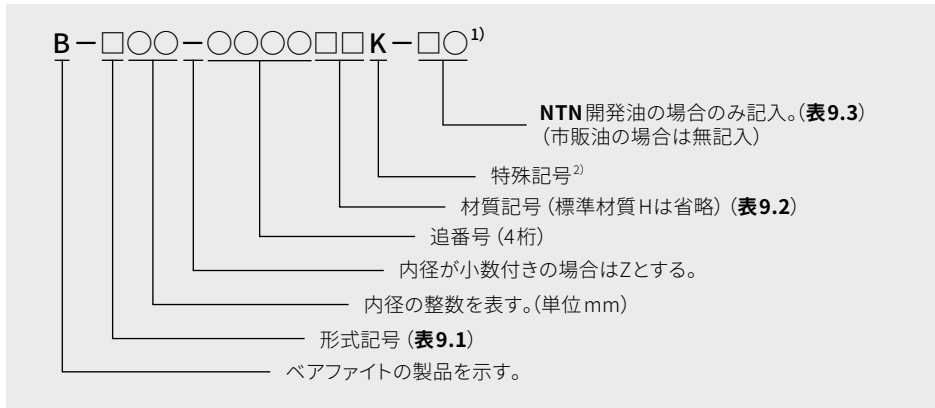 B－□○○－○○○○□□K－□○1)
NTN開発油の場合のみ記入。(表9.3)
(市販油の場合は無記入)
特殊記号2)
材質記号(標準材質Hは省略)(表9.2)
追番号(4桁)
内径が小数付きの場合はZとする。
内径の整数を表す。(単位mm)
形式記号(表9.1)
ベアファイトの製品を示す。